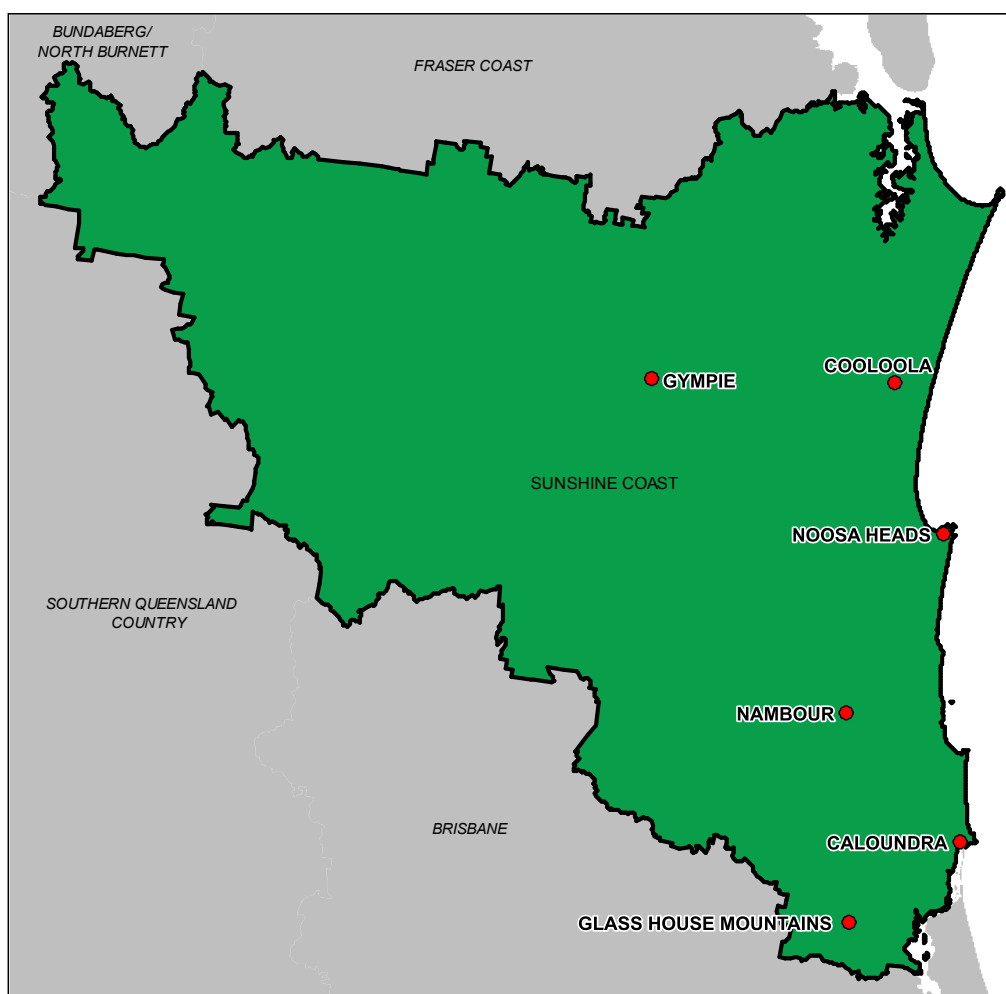 BUNDABERG/
NORTH BURNETT
FRASER COAST
COOLOOLA
GYMPIE
SUNSHINE COAST
NOOSA HEADS
SOUTHERN QUEENSLAND
COUNTRY
NAMBOUR
BRISBANE
CALOUNDRA
GLASS HOUSE MOUNTAINS